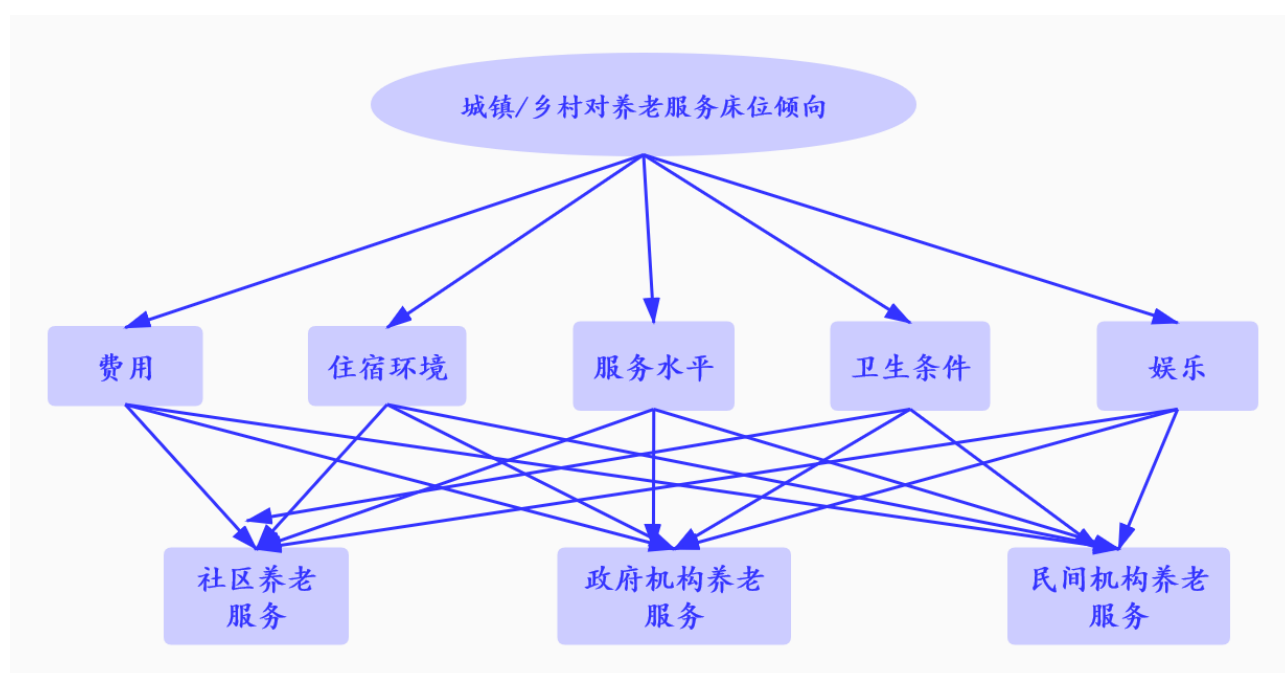 城镇/乡村对养老服务床位倾向
费用
住宿环境
服务水平
卫生条件
娱乐
社区养老
服务
政府机构养老
服务
民间机构养老
服务